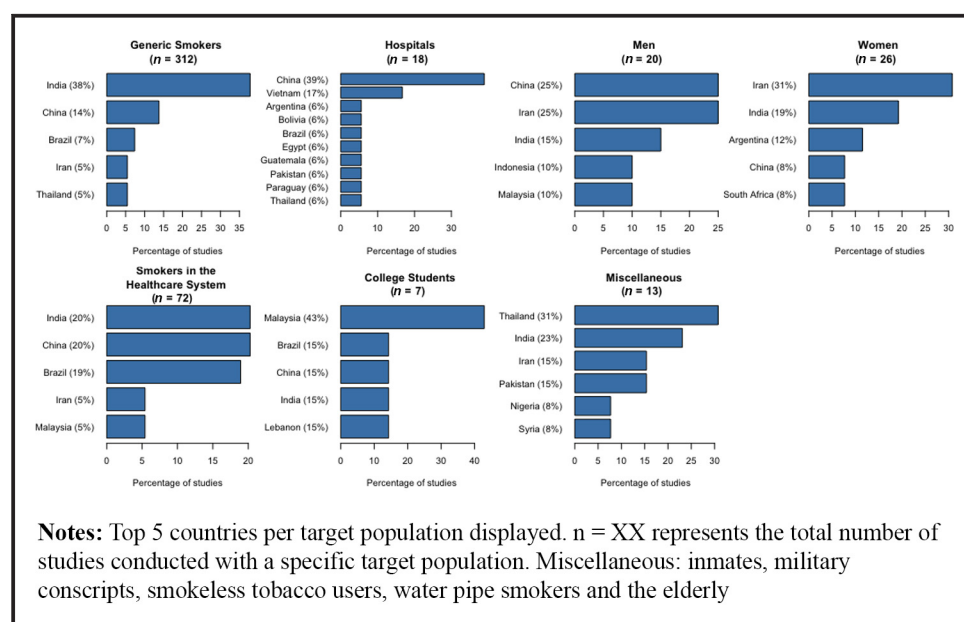 Generic Smokers
(n = 312)
India (38%)
China (14%)
Brazil (7%)
Iran (5%)
Thailand (5%)
0 5 10 15 20 25 30 35
Percentage of studies
Hospitals
(n = 18)
China (39%)
Vietnam (17%)
Argentina (6%)
Bolivia (6%)
Brazil (6%)
Egypt (6%)
Guatemala (6%)
Pakistan (6%)
Paraguay (6%)
Thailand (6%)
0 10 20 30
Percentage of studies
Men
(n = 20)
China (25%)
Iran (25%)
India (15%)
Indonesia (10%)
Malaysia (10%)
0 5 10 15 20 25
Percentage of studies
Women
(n = 26)
Iran (31%)
India (19%)
Argentina (12%)
China (8%)
South Africa (8%)
0 5 10 15 20 25 30
Percentage of studies
Smokers in the
Healthcare System
(n = 72)
India (20%)
China (20%)
Brazil (19%)
Iran (5%)
Malaysia (5%)
0 5 10 15 20
Percentage of studies
College Students
(n = 7)
Malaysia (43%)
Brazil (15%)
China (15%)
India (15%)
Lebanon (15%)
0 10 20 30 40
Percentage of studies
Miscellaneous
(n = 13)
Thailand (31%)
India (23%)
Iran (15%)
Pakistan (15%)
Nigeria (8%)
Syria (8%)
0 5 10 15 20 25 30
Percentage of studies
Notes: Top 5 countries per target population displayed. n = XX represents the total number of
studies conducted with a specific target population. Miscellaneous: inmates, military
conscripts, smokeless tobacco users, water pipe smokers and the elderly